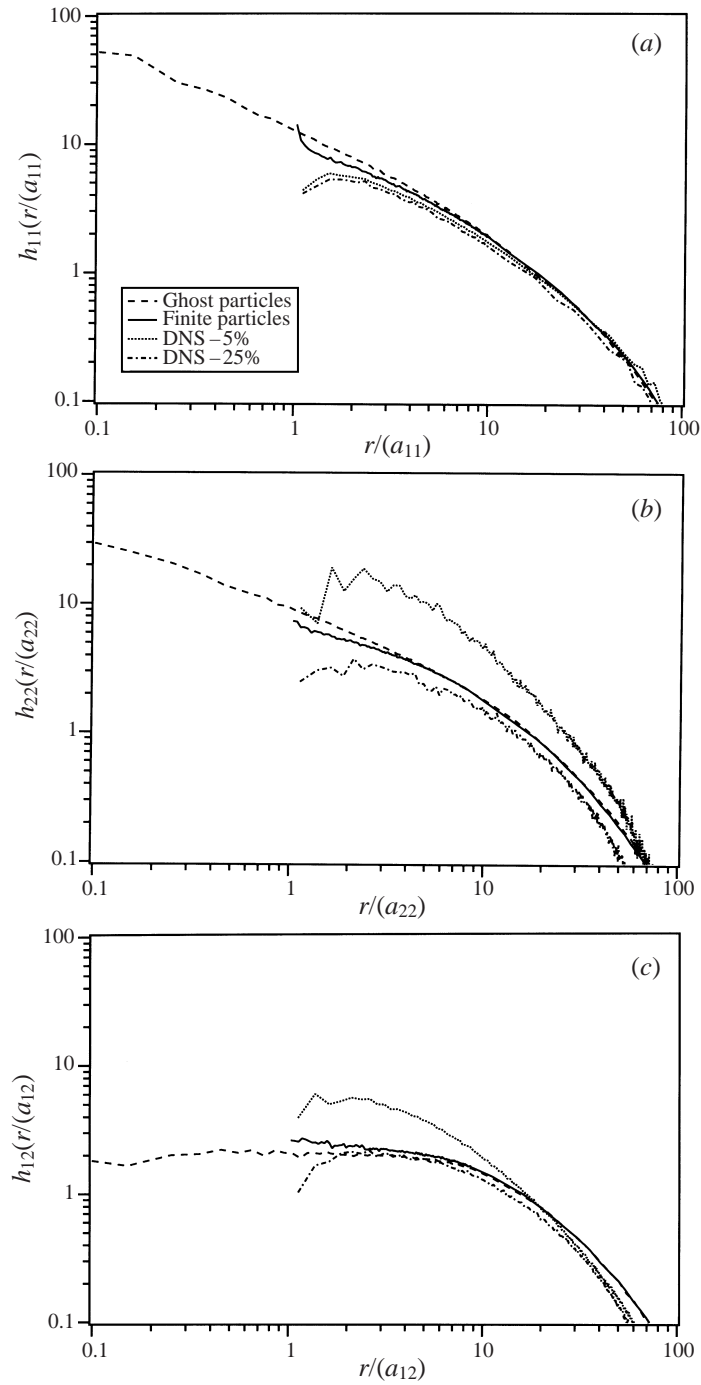 100
10
1
0.1
h11(r/(a11)
(a)
Ghost particles
Finite particles
DNS –5%
DNS –25%
0.1 1 10 100
r/(a11)
100
10
1
0.1
h22(r/(a22)
(b)
0.1 1 10 100
r/(a22)
100
10
1
0.1
h12(r/(a12)
(c)
0.1 1 10 100
r/(a12)